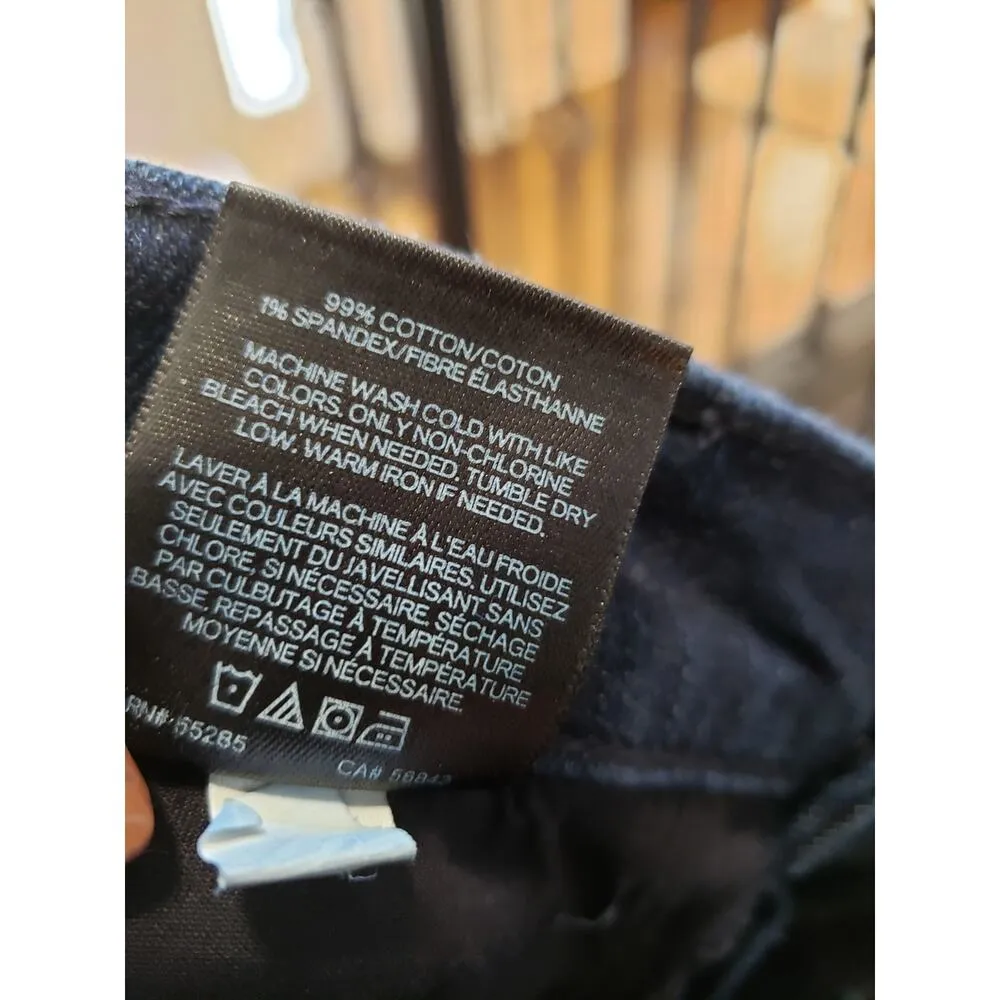 99% COTTON/COTON
1% SPANDEX/FIBRE ÉLASTHANNE
MACHINE WASH COLD WITH LIKE
COLORS. ONLY NON-CHLORINE
BLEACH WHEN NEEDED. TUMBLE DRY
LOW. WARM IRON IF NEEDED.
LAVER À LA MACHINE À L'EAU FROIDE
AVEC COULEURS SIMILAIRES. UTILISEZ
SEULEMENT DU JAVELLISANT SANS
CHLORE, SI NÉCESSAIRE. SÉCHAGE
PAR CULBUTAGE À TEMPÉRATURE
BASSE. REPASSAGE À TEMPÉRATURE
MOYENNE SI NÉCESSAIRE.
RN# 55285
CA#